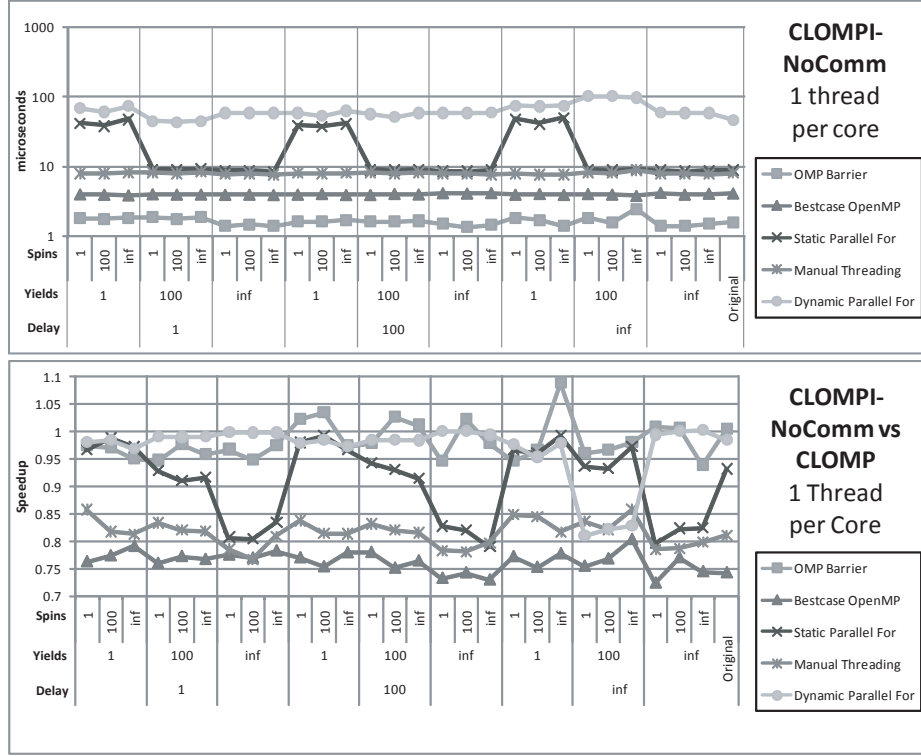 1000
100
10
1
microseconds
Spins
1 100 inf 1 100 inf 1 100 inf 1 100 inf 1 100 inf 1 100 inf 1 100 inf 1 100 inf 1 100 inf Original
Yields
1 100 inf 1 100 inf 1 100 inf
Delay
1 100 inf
CLOMPI-
NoComm
1 thread
per core
OMP Barrier
Bestcase OpenMP
Static Parallel For
Manual Threading
Dynamic Parallel For
1.1
1.05
1
0.95
0.9
0.85
0.8
0.75
0.7
Speedup
Spins
1 100 inf 1 100 inf 1 100 inf 1 100 inf 1 100 inf 1 100 inf 1 100 inf 1 100 inf 1 100 inf Original
Yields
1 100 inf 1 100 inf 1 100 inf
Delay
1 100 inf
CLOMPI-
NoComm vs
CLOMP
1 Thread
per Core
OMP Barrier
Bestcase OpenMP
Static Parallel For
Manual Threading
Dynamic Parallel For